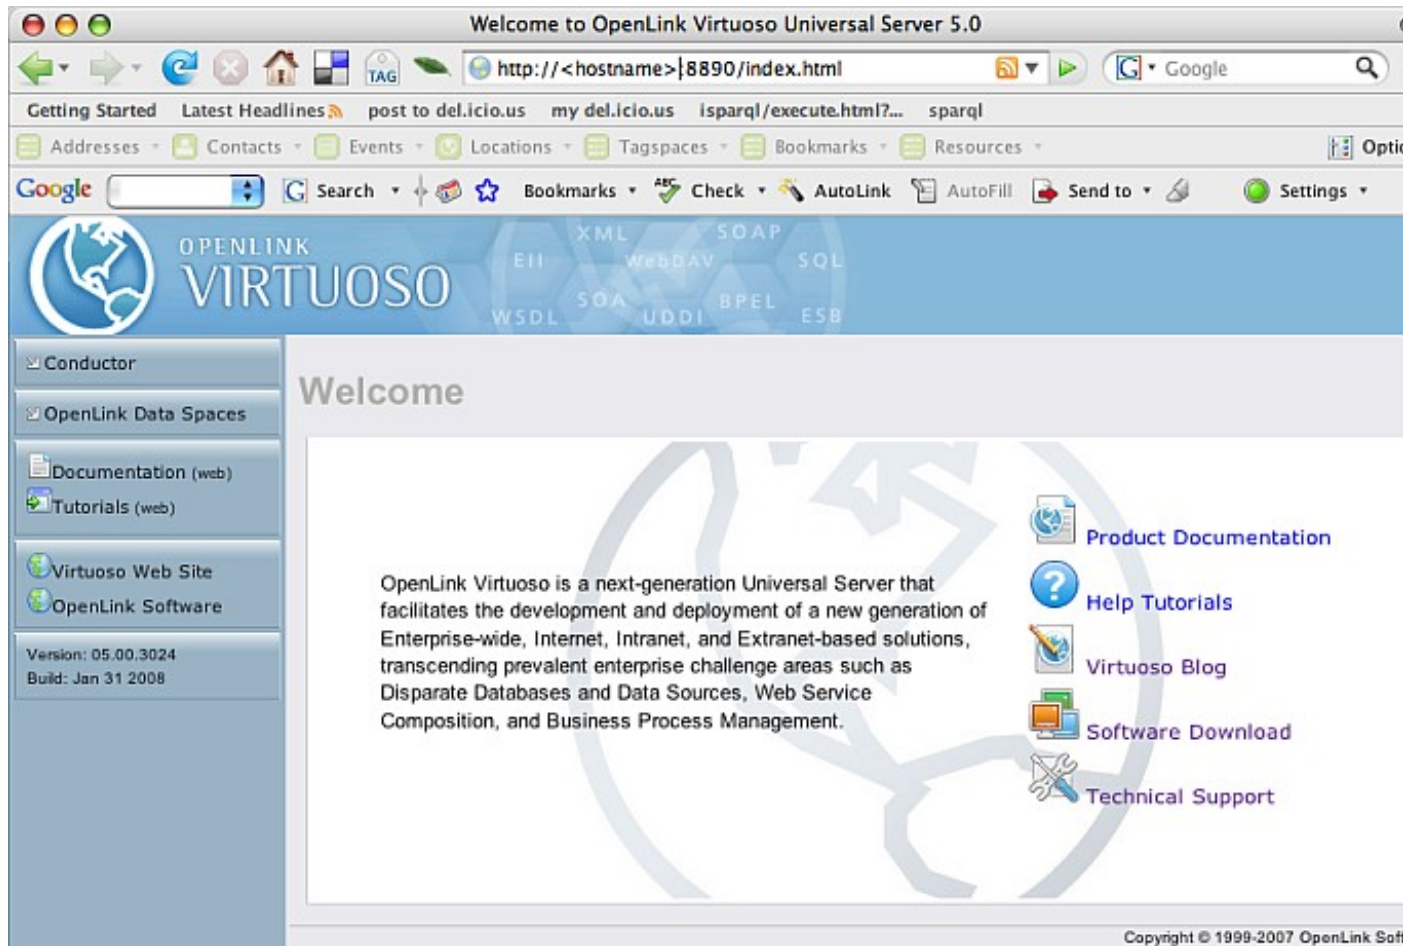 Welcome to OpenLink Virtuoso Universal Server 5.0
TAG http://<hostname>:8890/index.html G Google
Getting Started Latest Headlines post to del.icio.us my del.icio.us isparql/execute.html?... sparql
Addresses Contacts Events Locations Tagspaces Bookmarks Resources Optio
Google G Search Bookmarks ABC Check AutoLink AutoFill Send to Settings
OPENLINK
VIRTUOSO
XML SOAP
EII WebDAV SQL
SOA BPEL
WSDL UDDI ESB
Conductor
OpenLink Data Spaces
Documentation (web)
Tutorials (web)
Virtuoso Web Site
OpenLink Software
Version: 05.00.3024
Build: Jan 31 2008
Welcome
OpenLink Virtuoso is a next-generation Universal Server that
facilitates the development and deployment of a new generation of
Enterprise-wide, Internet, Intranet, and Extranet-based solutions,
transcending prevalent enterprise challenge areas such as
Disparate Databases and Data Sources, Web Service
Composition, and Business Process Management.
Product Documentation
Help Tutorials
Virtuoso Blog
Software Download
Technical Support
Copyright © 1999-2007 OpenLink Soft